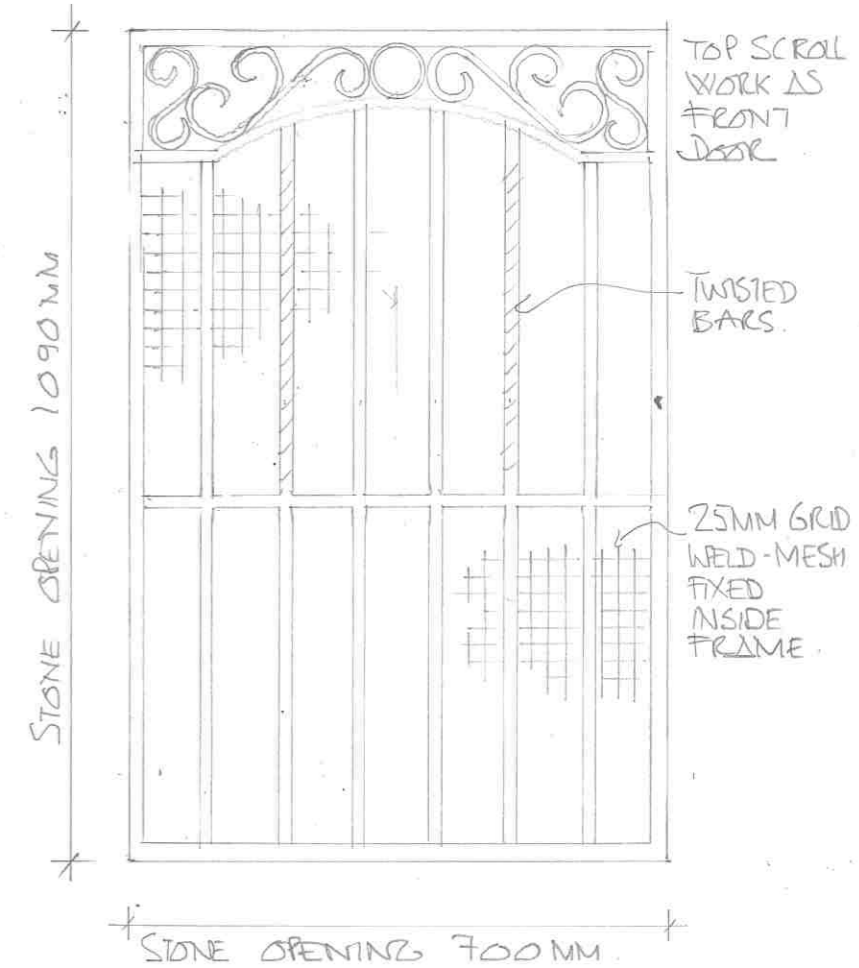 TOP SCROLL
WORK AS
FRONT
DOOR
STONE OPENING 1090MM
TWISTED
BARS.
25MM GRID
WELD-MESH
FIXED
INSIDE
FRAME.
STONE OPENING 700MM.